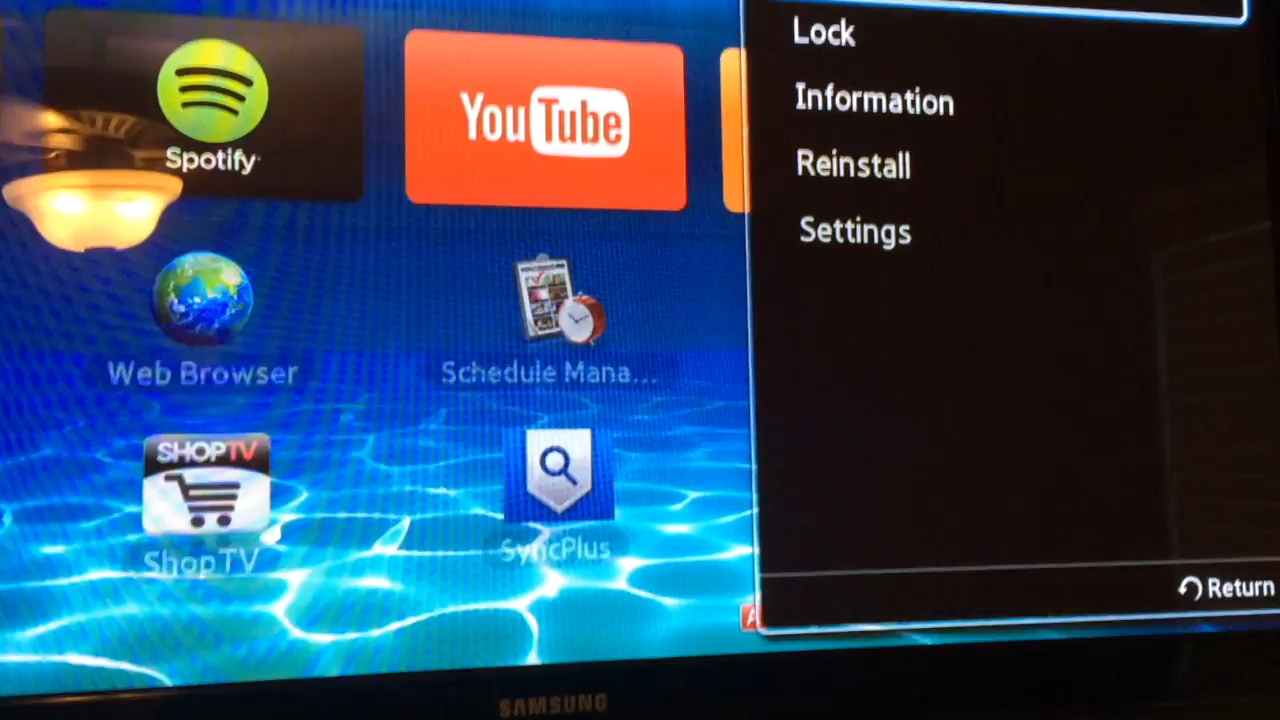 Lock
Information
Reinstall
Settings
Return
Spotify
YouTube
Web Browser
Schedule Mana...
SHOPTV
ShopTV
SyncPlus
A
SAMSUNG